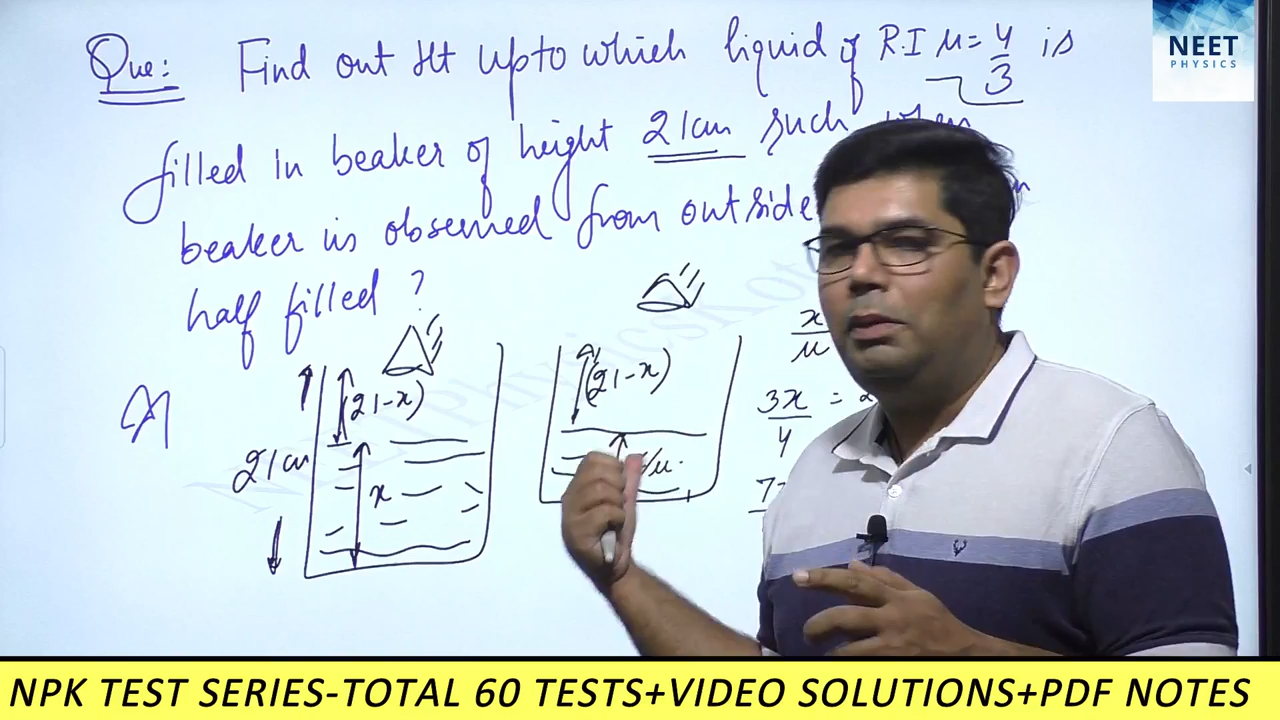 NEET
PHYSICS
Que: Find out Ht upto which liquid of R.I μ = 4/3 is
filled in beaker of height 21cm such when
beaker is observed from outside
half filled ?
(21-x)
21cm
x
(21-x)
x/μ
3x/4 =
NPK TEST SERIES-TOTAL 60 TESTS+VIDEO SOLUTIONS+PDF NOTES